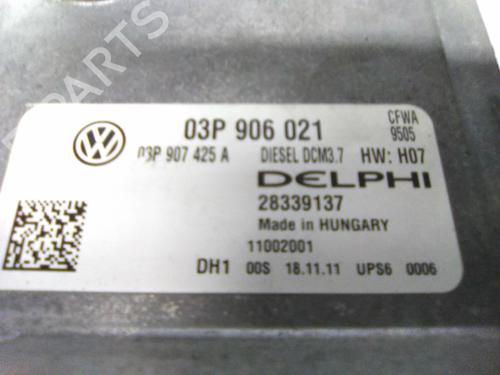 PARTS
03P 906 021
CFWA
9505
03P 907 425 A DIESEL DCM3.7 HW: H07
DELPHI
28339137
Made in HUNGARY
11002001
DH1 00S 18.11.11 UPS6 0006